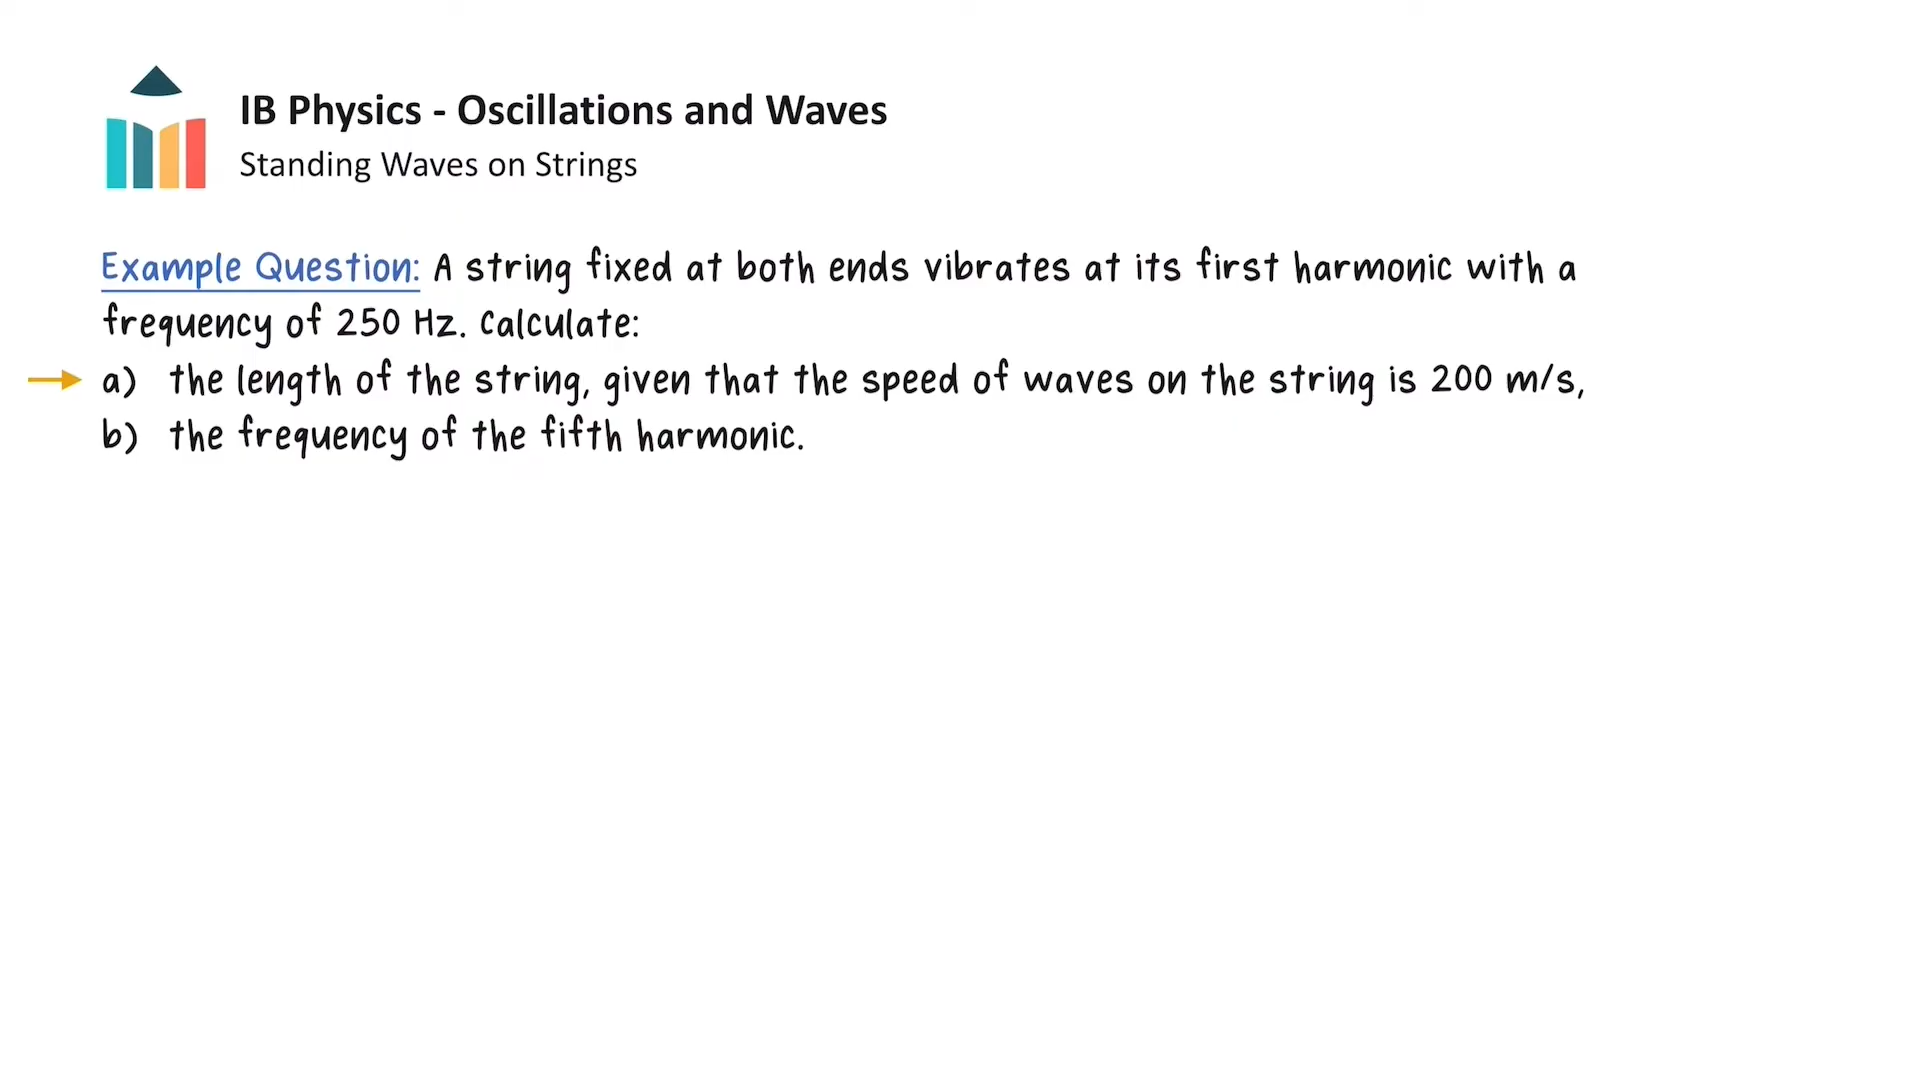 IB Physics - Oscillations and Waves
Standing Waves on Strings
Example Question: A string fixed at both ends vibrates at its first harmonic with a
frequency of 250 Hz. Calculate:
a) the length of the string, given that the speed of waves on the string is 200 m/s,
b) the frequency of the fifth harmonic.